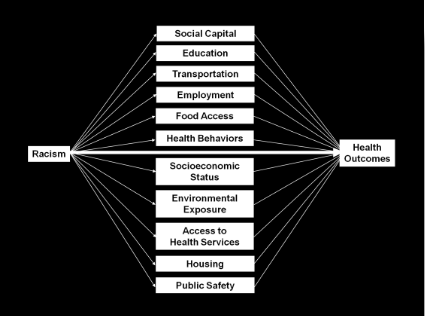 Social Capital
Education
Transportation
Employment
Food Access
Health Behaviors
Racism
Health
Outcomes
Socioeconomic
Status
Environmental
Exposure
Access to
Health Services
Housing
Public Safety